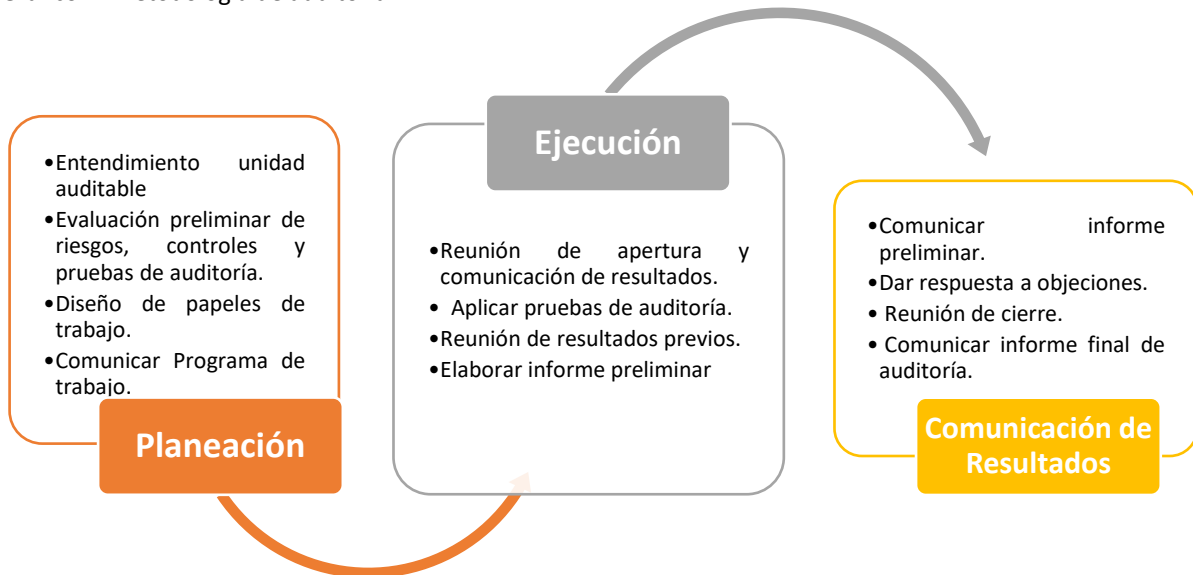 •Entendimiento unidad
auditable
•Evaluación preliminar de
riesgos, controles y
pruebas de auditoría.
•Diseño de papeles de
trabajo.
•Comunicar Programa de
trabajo.
Planeación
Ejecución
•Reunión de apertura y
comunicación de resultados.
• Aplicar pruebas de auditoría.
•Reunión de resultados previos.
•Elaborar informe preliminar
•Comunicar informe
preliminar.
•Dar respuesta a objeciones.
• Reunión de cierre.
• Comunicar informe final de
auditoría.
Comunicación de
Resultados